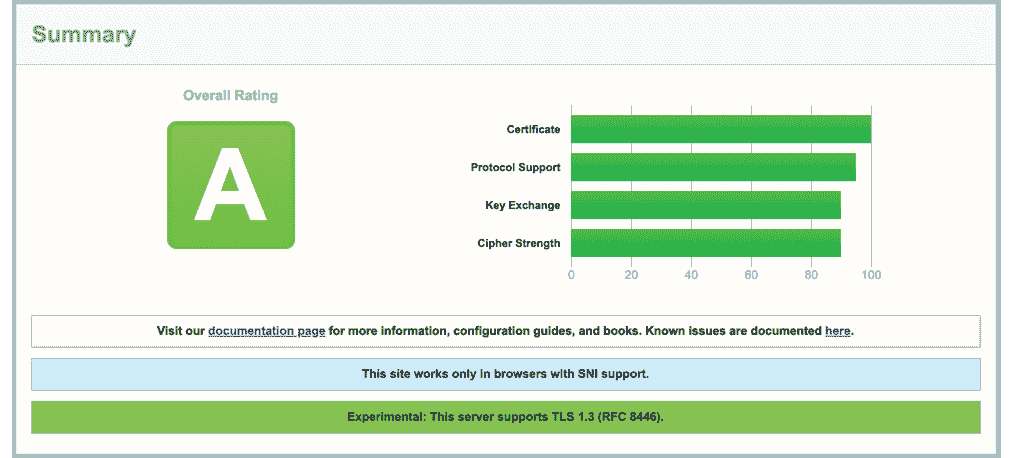 Summary
Overall Rating
A
Certificate
Protocol Support
Key Exchange
Cipher Strength
0 20 40 60 80 100
Visit our documentation page for more information, configuration guides, and books. Known issues are documented here.
This site works only in browsers with SNI support.
Experimental: This server supports TLS 1.3 (RFC 8446).